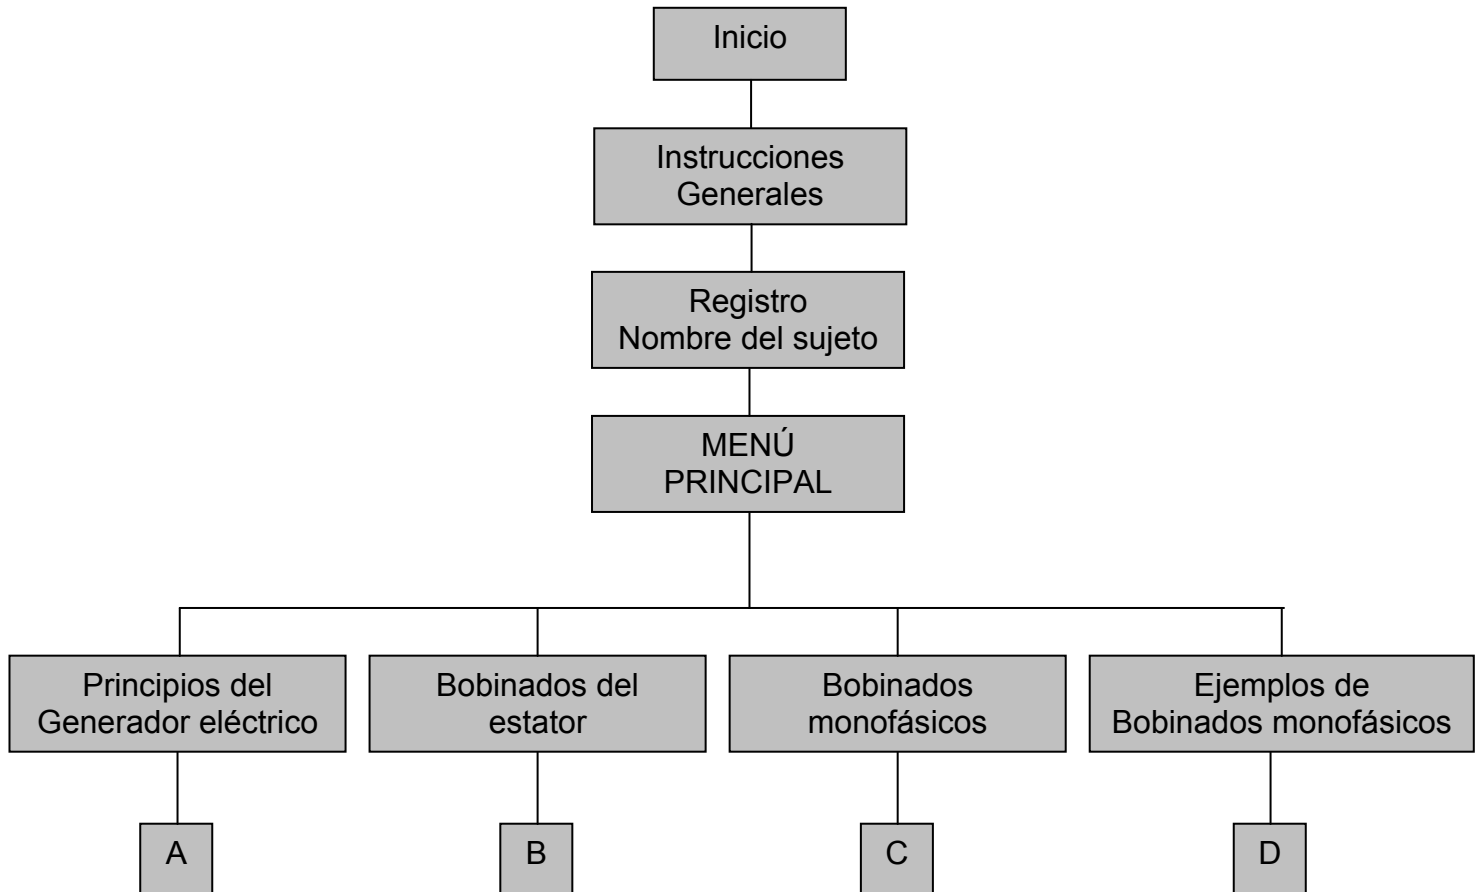 Inicio
Instrucciones
Generales
Registro
Nombre del sujeto
MENÚ
PRINCIPAL
Principios del
Generador eléctrico
Bobinados del
estator
Bobinados
monofásicos
Ejemplos de
Bobinados monofásicos
A
B
C
D